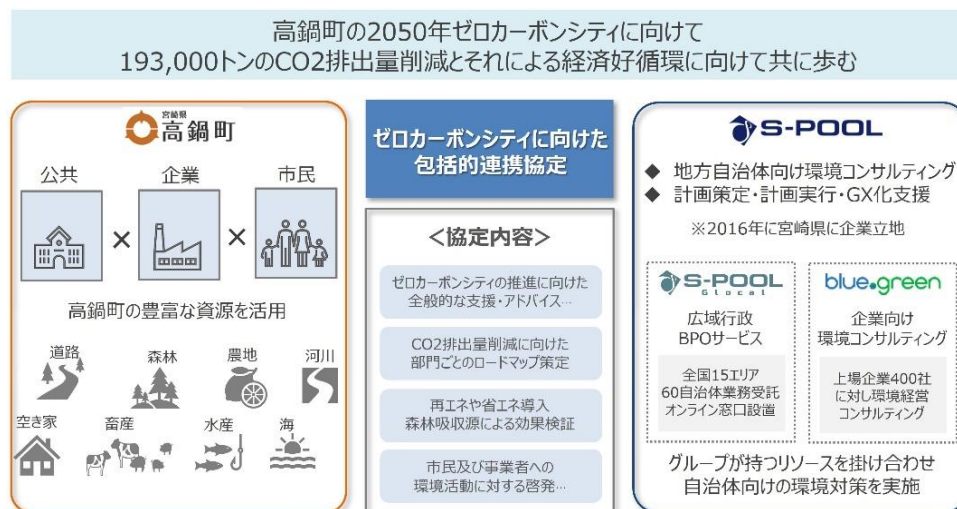 高鍋町の2050年ゼロカーボンシティに向けて
193,000トンのCO2排出量削減とそれによる経済好循環に向けて共に歩む
宮崎県
高鍋町
公共
企業
市民
×
×
高鍋町の豊富な資源を活用
道路
森林
農地
河川
空き家
畜産
水産
海
ゼロカーボンシティに向けた
包括的連携協定
＜協定内容＞
ゼロカーボンシティの推進に向けた
全般的な支援・アドバイス…
CO2排出量削減に向けた
部門ごとのロードマップ策定
再エネや省エネ導入
森林吸収源による効果検証
市民及び事業者への
環境活動に対する啓発…
S-POOL
◆ 地方自治体向け環境コンサルティング
◆ 計画策定・計画実行・GX化支援
※2016年に宮崎県に企業立地
S-POOL
Glocal
広域行政
BPOサービス
全国15エリア
60自治体業務受託
オンライン窓口設置
blue.green
企業向け
環境コンサルティング
上場企業400社
に対し環境経営
コンサルティング
グループが持つリソースを掛け合わせ
自治体向けの環境対策を実施